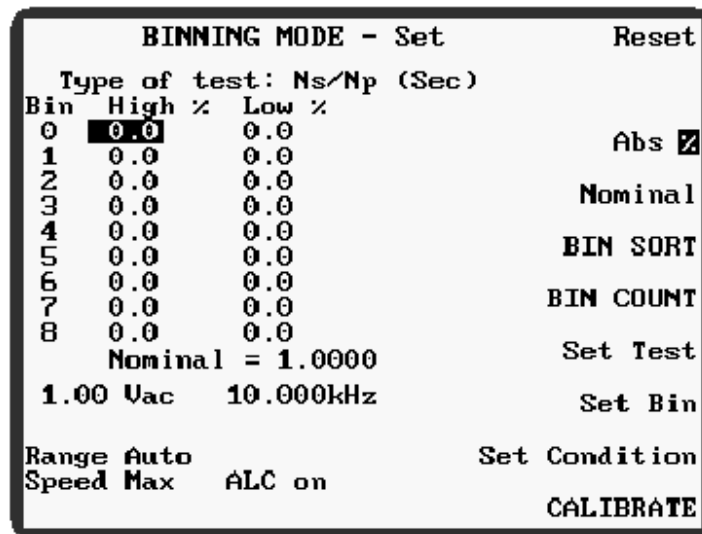 BINNING MODE - Set Reset
Type of test: Ns/Np (Sec)
Bin High % Low %
0 0.0 0.0
Abs %
1 0.0 0.0
2 0.0 0.0
Nominal
3 0.0 0.0
4 0.0 0.0
BIN SORT
5 0.0 0.0
6 0.0 0.0
BIN COUNT
7 0.0 0.0
8 0.0 0.0
Nominal = 1.0000
Set Test
1.00 Vac 10.000kHz
Set Bin
Range Auto
Set Condition
Speed Max ALC on
CALIBRATE